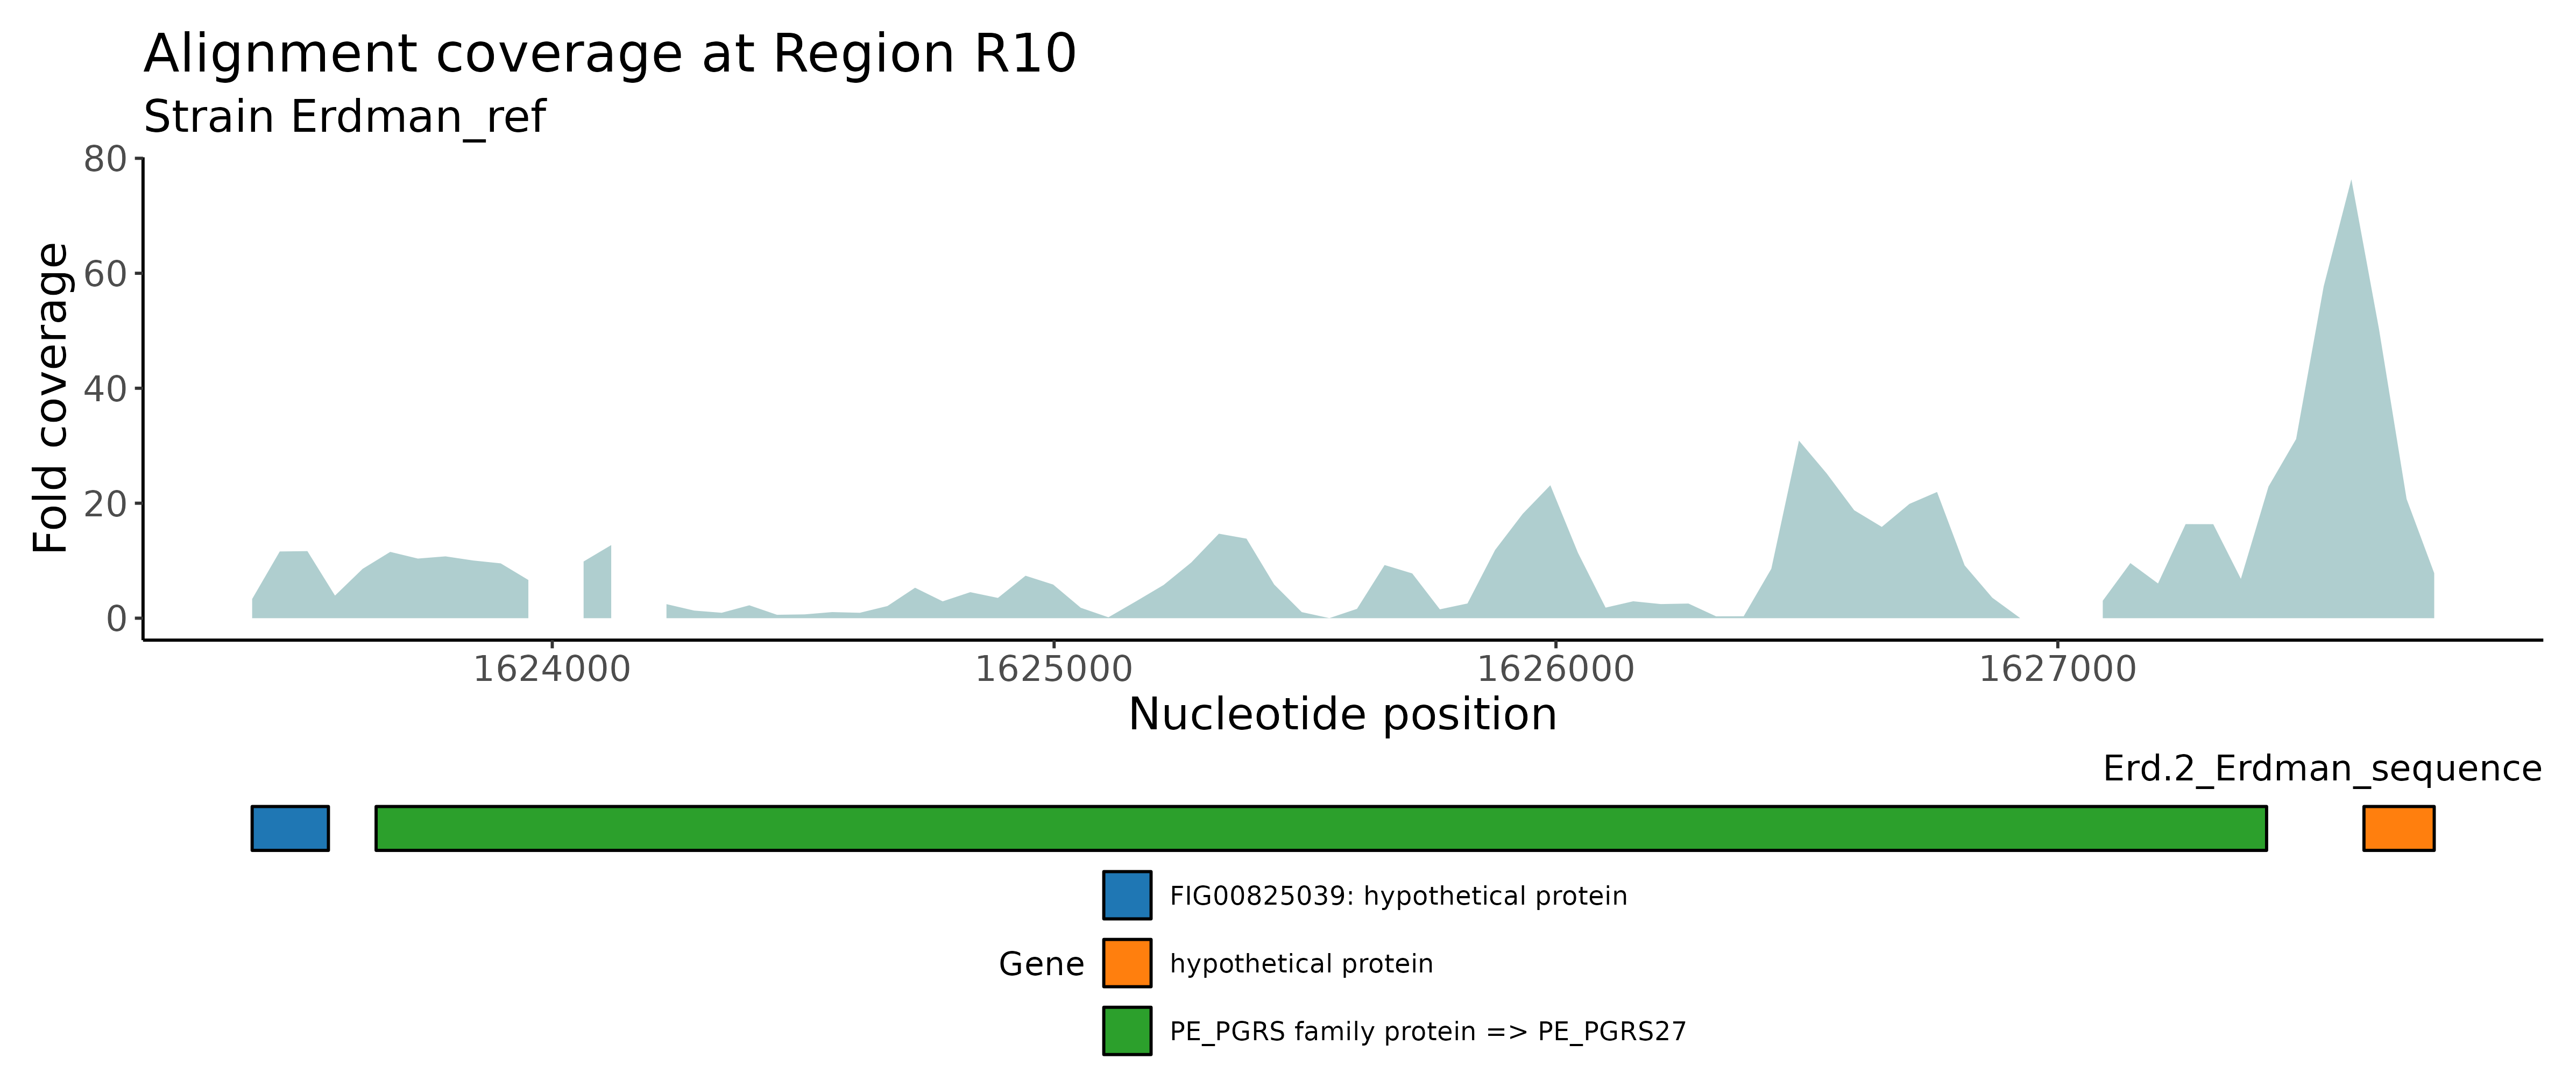 Alignment coverage at Region R10
Strain Erdman_ref
80
60
40
20
0
Fold coverage
1624000 1625000 1626000 1627000
Nucleotide position
Erd.2_Erdman_sequence
Gene
FIG00825039: hypothetical protein
hypothetical protein
PE_PGRS family protein => PE_PGRS27